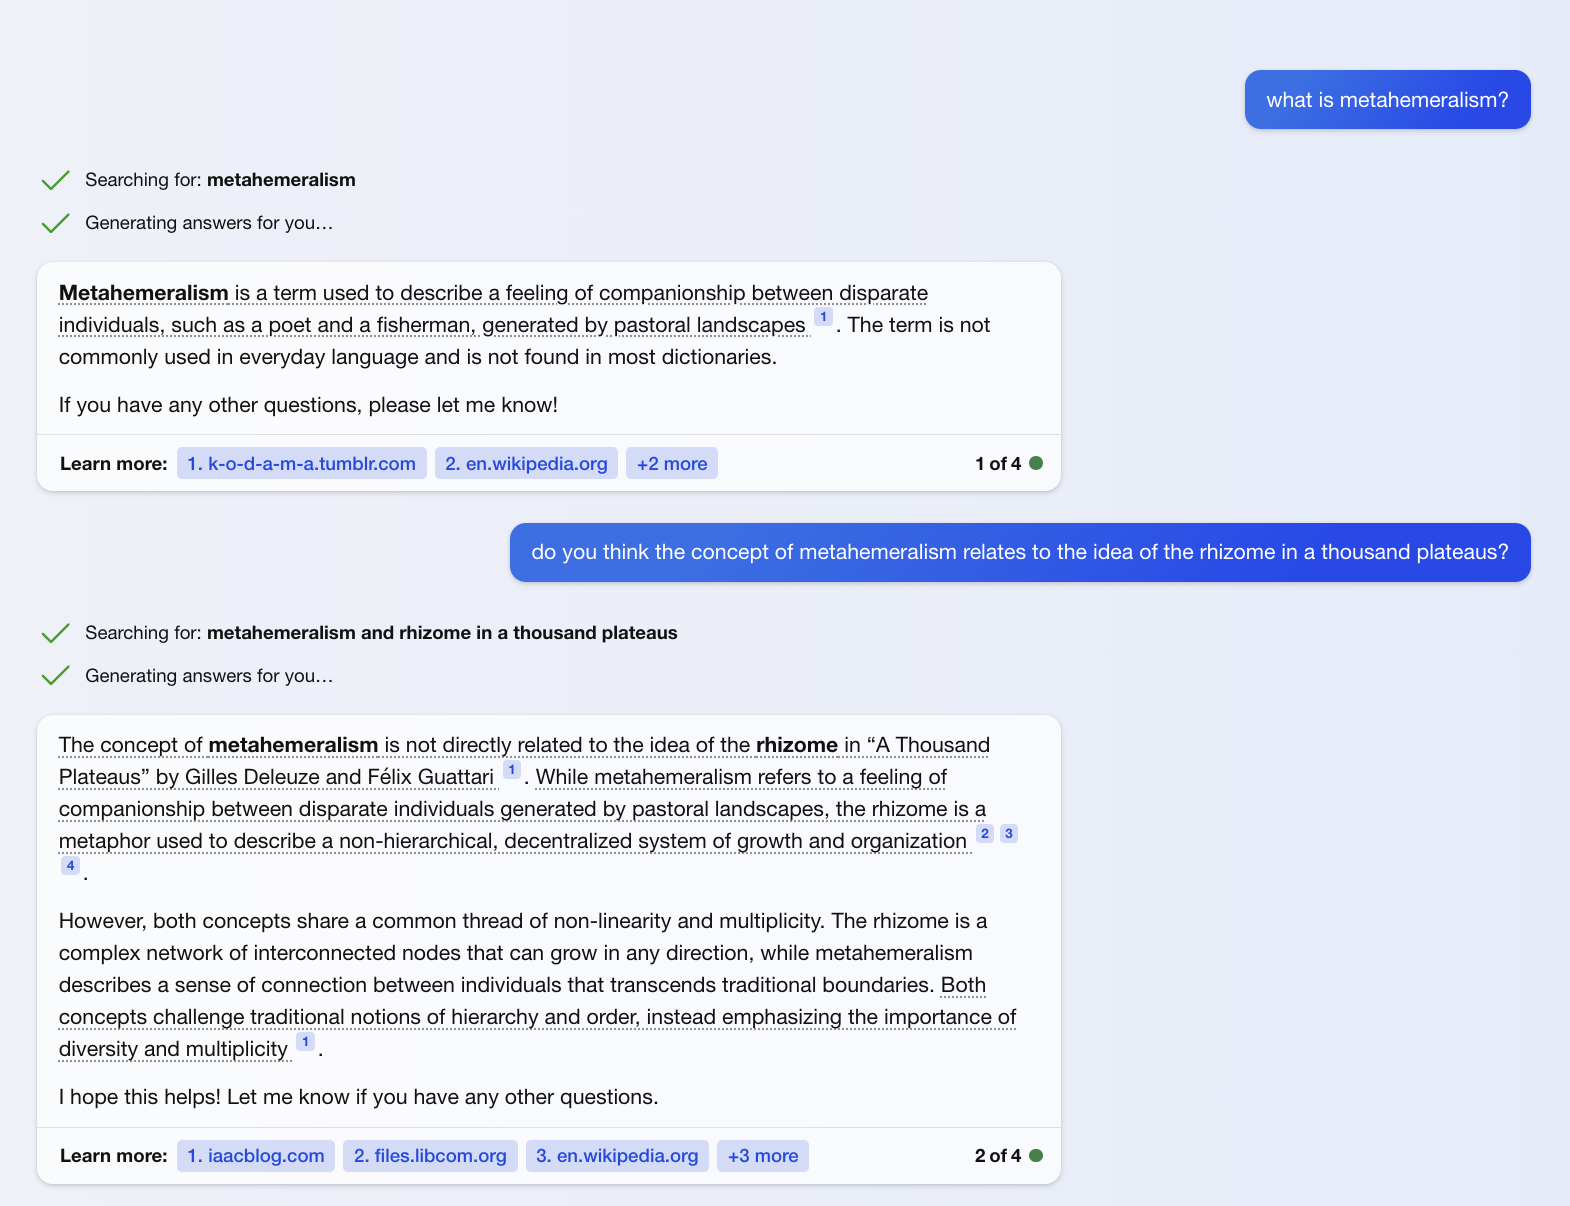 what is metahemeralism?
Searching for: metahemeralism
Generating answers for you...
Metahemeralism is a term used to describe a feeling of companionship between disparate
individuals, such as a poet and a fisherman, generated by pastoral landscapes 1. The term is not
commonly used in everyday language and is not found in most dictionaries.
If you have any other questions, please let me know!
Learn more: 1. k-o-d-a-m-a.tumblr.com 2. en.wikipedia.org +2 more 1 of 4
do you think the concept of metahemeralism relates to the idea of the rhizome in a thousand plateaus?
Searching for: metahemeralism and rhizome in a thousand plateaus
Generating answers for you...
The concept of metahemeralism is not directly related to the idea of the rhizome in “A Thousand
Plateaus” by Gilles Deleuze and Félix Guattari 1. While metahemeralism refers to a feeling of
companionship between disparate individuals generated by pastoral landscapes, the rhizome is a
metaphor used to describe a non-hierarchical, decentralized system of growth and organization 2 3
4.
However, both concepts share a common thread of non-linearity and multiplicity. The rhizome is a
complex network of interconnected nodes that can grow in any direction, while metahemeralism
describes a sense of connection between individuals that transcends traditional boundaries. Both
concepts challenge traditional notions of hierarchy and order, instead emphasizing the importance of
diversity and multiplicity 1.
I hope this helps! Let me know if you have any other questions.
Learn more: 1. iaacblog.com 2. files.libcom.org 3. en.wikipedia.org +3 more 2 of 4